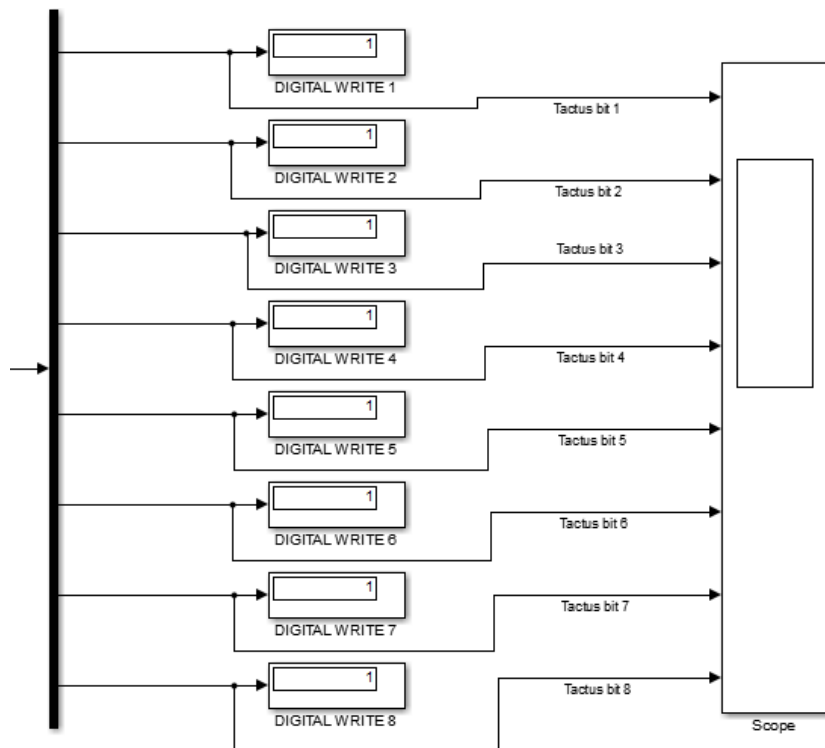 1
DIGITAL WRITE 1
Tactus bit 1
1
DIGITAL WRITE 2
Tactus bit 2
1
DIGITAL WRITE 3
Tactus bit 3
1
DIGITAL WRITE 4
Tactus bit 4
1
DIGITAL WRITE 5
Tactus bit 5
1
DIGITAL WRITE 6
Tactus bit 6
1
DIGITAL WRITE 7
Tactus bit 7
1
DIGITAL WRITE 8
Tactus bit 8
Scope